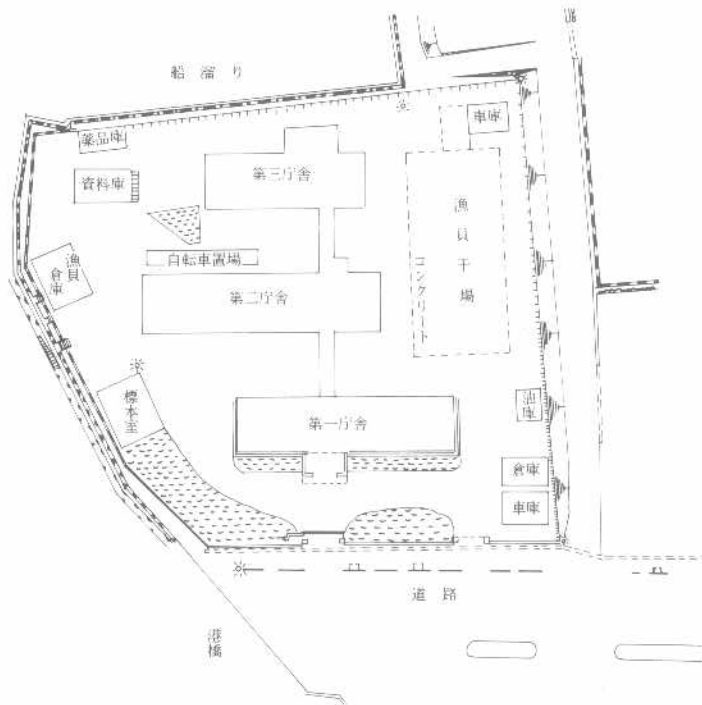 船溜り
薬品庫
車庫
資料庫
第三庁舎
漁具干場
コンクリート
自転車置場
漁具
倉庫
第二庁舎
標本室
油庫
第一庁舎
倉庫
車庫
道路
港橋